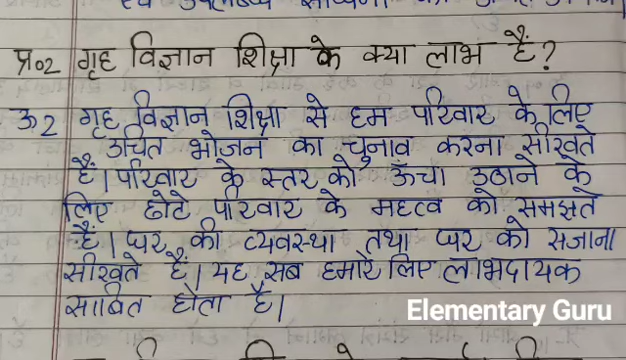 प्र०2 गृह विज्ञान शिक्षा के क्या लाभ हैं?
उ2 गृह विज्ञान शिक्षा से हम परिवार के लिए
उचित भोजन का चुनाव करना सीखते
हैं। परिवार के स्तर को ऊँचा उठाने के
लिए छोटे परिवार के महत्व को समझते
हैं। घर की व्यवस्था तथा घर को सजाना
सीखते हैं। यह सब हमारे लिए लाभदायक
साबित होता है।
Elementary Guru